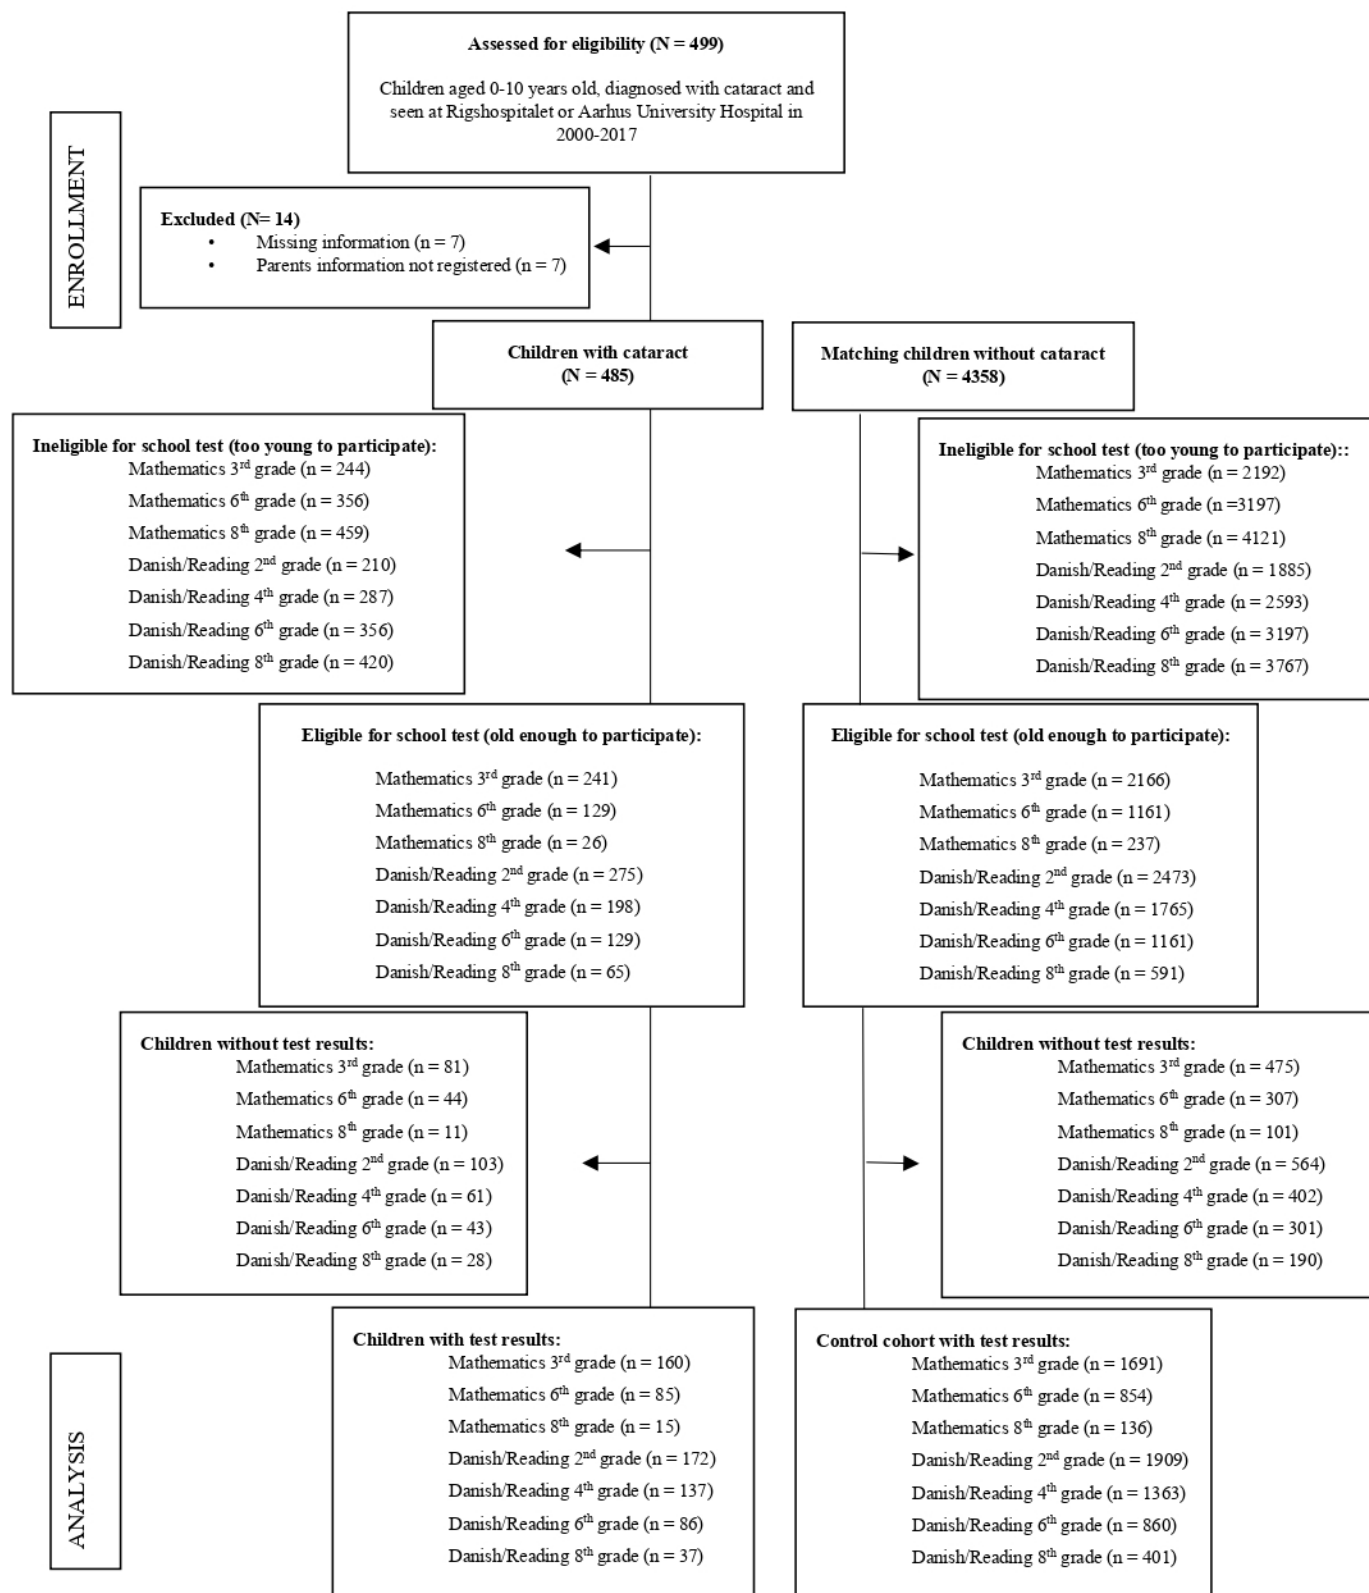 Assessed for eligibility (N = 499)
Children aged 0-10 years old, diagnosed with cataract and
seen at Rigshospitalet or Aarhus University Hospital in
2000-2017
ENROLLMENT
Excluded (N= 14)
• Missing information (n = 7)
• Parents information not registered (n = 7)
Children with cataract
(N = 485)
Matching children without cataract
(N = 4358)
Ineligible for school test (too young to participate):
Mathematics 3rd grade (n = 244)
Mathematics 6th grade (n = 356)
Mathematics 8th grade (n = 459)
Danish/Reading 2nd grade (n = 210)
Danish/Reading 4th grade (n = 287)
Danish/Reading 6th grade (n = 356)
Danish/Reading 8th grade (n = 420)
Ineligible for school test (too young to participate)::
Mathematics 3rd grade (n = 2192)
Mathematics 6th grade (n =3197)
Mathematics 8th grade (n = 4121)
Danish/Reading 2nd grade (n = 1885)
Danish/Reading 4th grade (n = 2593)
Danish/Reading 6th grade (n = 3197)
Danish/Reading 8th grade (n = 3767)
Eligible for school test (old enough to participate):
Mathematics 3rd grade (n = 241)
Mathematics 6th grade (n = 129)
Mathematics 8th grade (n = 26)
Danish/Reading 2nd grade (n = 275)
Danish/Reading 4th grade (n = 198)
Danish/Reading 6th grade (n = 129)
Danish/Reading 8th grade (n = 65)
Eligible for school test (old enough to participate):
Mathematics 3rd grade (n = 2166)
Mathematics 6th grade (n = 1161)
Mathematics 8th grade (n = 237)
Danish/Reading 2nd grade (n = 2473)
Danish/Reading 4th grade (n = 1765)
Danish/Reading 6th grade (n = 1161)
Danish/Reading 8th grade (n = 591)
Children without test results:
Mathematics 3rd grade (n = 81)
Mathematics 6th grade (n = 44)
Mathematics 8th grade (n = 11)
Danish/Reading 2nd grade (n = 103)
Danish/Reading 4th grade (n = 61)
Danish/Reading 6th grade (n = 43)
Danish/Reading 8th grade (n = 28)
Children without test results:
Mathematics 3rd grade (n = 475)
Mathematics 6th grade (n = 307)
Mathematics 8th grade (n = 101)
Danish/Reading 2nd grade (n = 564)
Danish/Reading 4th grade (n = 402)
Danish/Reading 6th grade (n = 301)
Danish/Reading 8th grade (n = 190)
ANALYSIS
Children with test results:
Mathematics 3rd grade (n = 160)
Mathematics 6th grade (n = 85)
Mathematics 8th grade (n = 15)
Danish/Reading 2nd grade (n = 172)
Danish/Reading 4th grade (n = 137)
Danish/Reading 6th grade (n = 86)
Danish/Reading 8th grade (n = 37)
Control cohort with test results:
Mathematics 3rd grade (n = 1691)
Mathematics 6th grade (n = 854)
Mathematics 8th grade (n = 136)
Danish/Reading 2nd grade (n = 1909)
Danish/Reading 4th grade (n = 1363)
Danish/Reading 6th grade (n = 860)
Danish/Reading 8th grade (n = 401)